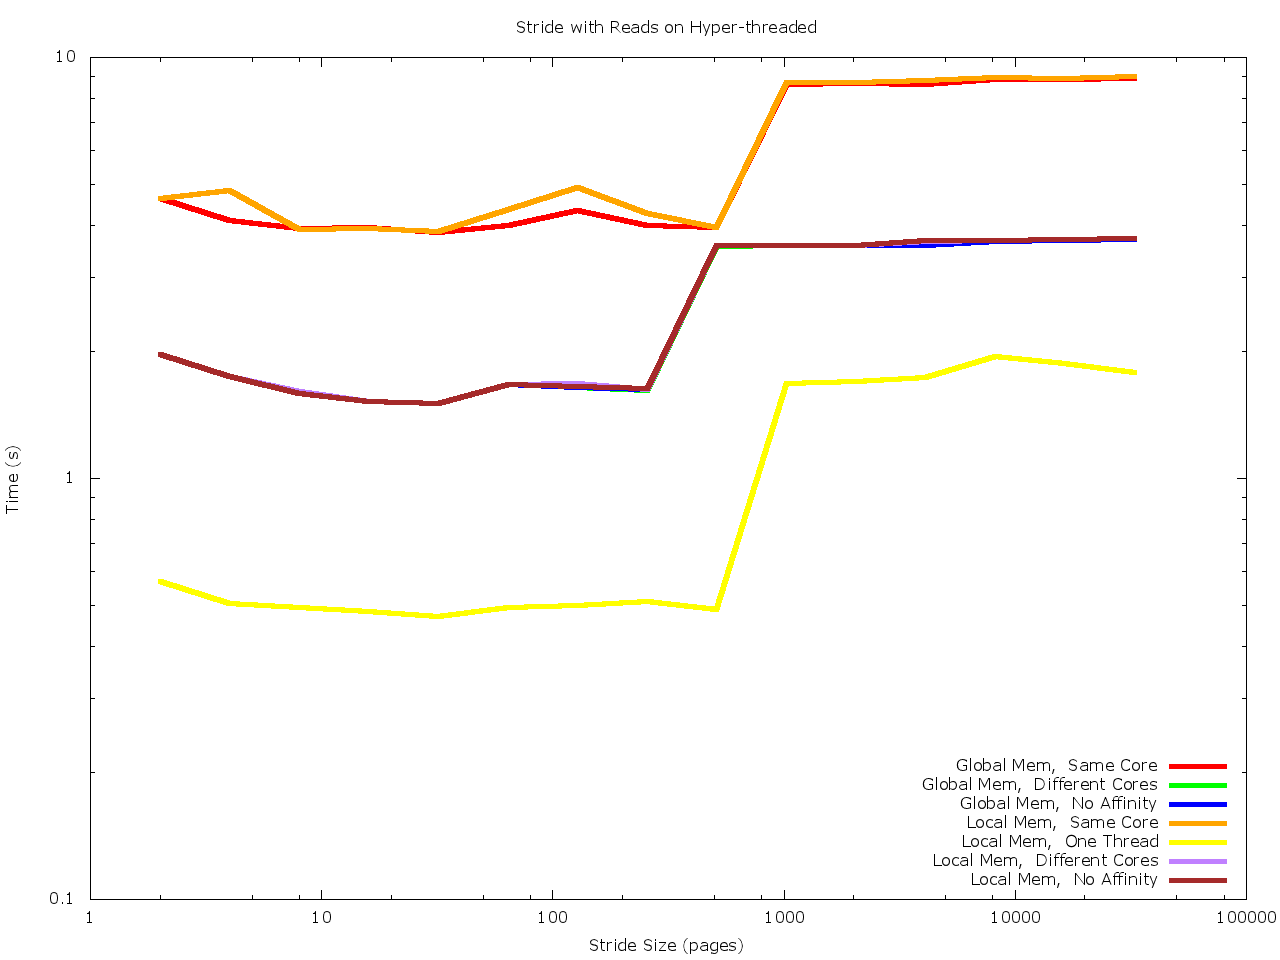 Stride with Reads on Hyper-threaded
10
1
0.1
Time (s)
Global Mem,  Same Core
Global Mem,  Different Cores
Global Mem,  No Affinity
Local Mem,  Same Core
Local Mem,  One Thread
Local Mem,  Different Cores
Local Mem,  No Affinity
1 10 100 1000 10000 100000
Stride Size (pages)